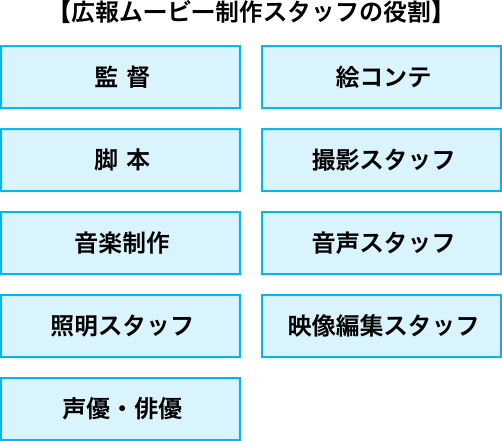 【広報ムービー制作スタッフの役割】
監 督
絵コンテ
脚 本
撮影スタッフ
音楽制作
音声スタッフ
照明スタッフ
映像編集スタッフ
声優・俳優